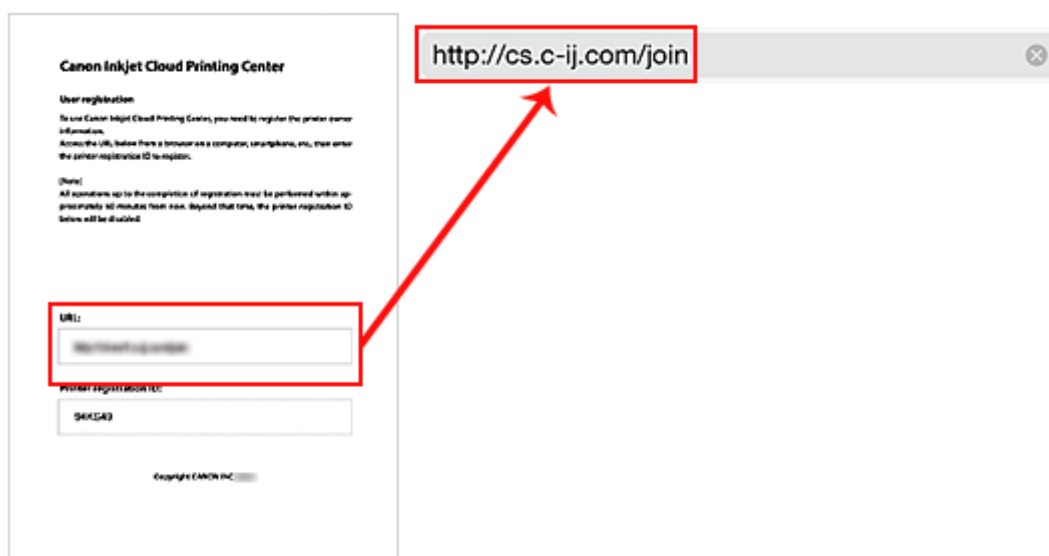 Canon Inkjet Cloud Printing Center
User registration
To use Canon Inkjet Cloud Printing Center, you need to register the printer owner
information.
Access the URL below from a browser on a computer, smartphone, etc., then enter
the printer registration ID to register.
[Note]
All operations up to the completion of registration must be performed within ap-
proximately 60 minutes from now. Beyond that time, the printer registration ID
below will be disabled.
URL:
Printer registration ID:
Copyright CANON INC.
http://cs.c-ij.com/join